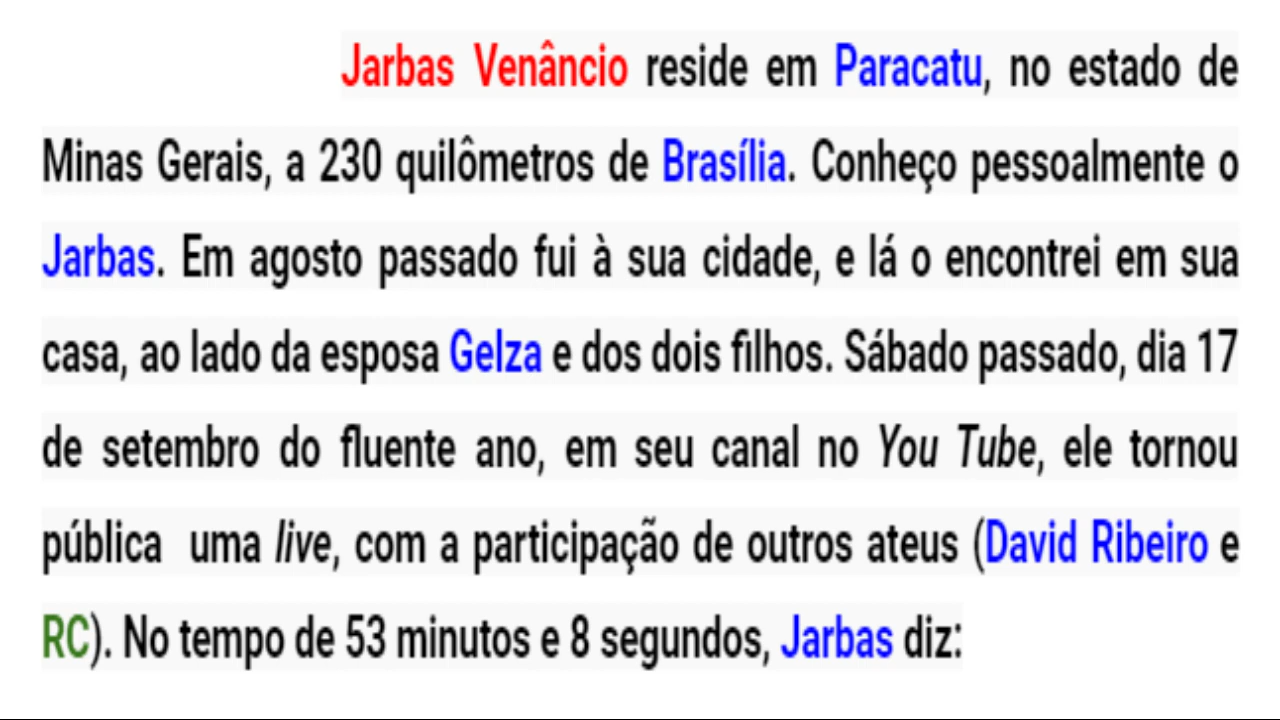 Jarbas Venâncio reside em Paracatu, no estado de
Minas Gerais, a 230 quilômetros de Brasília. Conheço pessoalmente o
Jarbas. Em agosto passado fui à sua cidade, e lá o encontrei em sua
casa, ao lado da esposa Gelza e dos dois filhos. Sábado passado, dia 17
de setembro do fluente ano, em seu canal no You Tube, ele tornou
pública uma live, com a participação de outros ateus (David Ribeiro e
RC). No tempo de 53 minutos e 8 segundos, Jarbas diz: